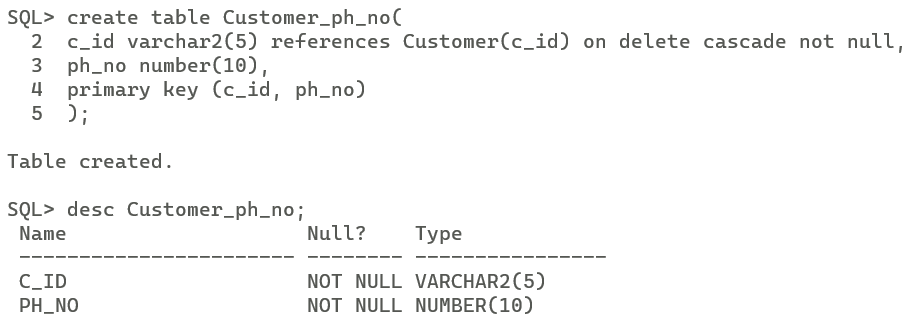 SQL> create table Customer_ph_no(
  2  c_id varchar2(5) references Customer(c_id) on delete cascade not null,
  3  ph_no number(10),
  4  primary key (c_id, ph_no)
  5  );

Table created.

SQL> desc Customer_ph_no;
 Name                    Null?    Type
 ----------------------- -------- ----------------
 C_ID                    NOT NULL VARCHAR2(5)
 PH_NO                   NOT NULL NUMBER(10)